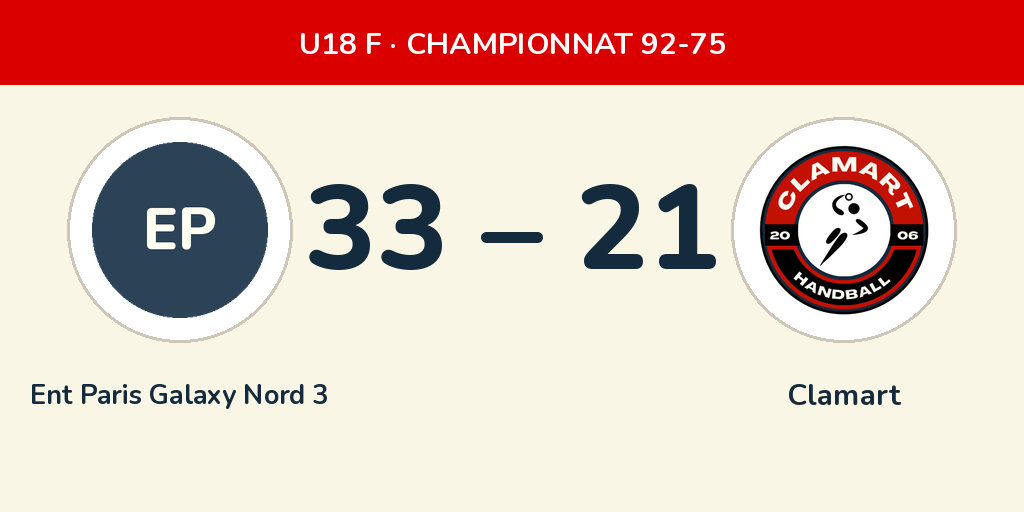 U18 F · CHAMPIONNAT 92-75
EP
33 – 21
CLAMART
20 06
HANDBALL
Ent Paris Galaxy Nord 3
Clamart